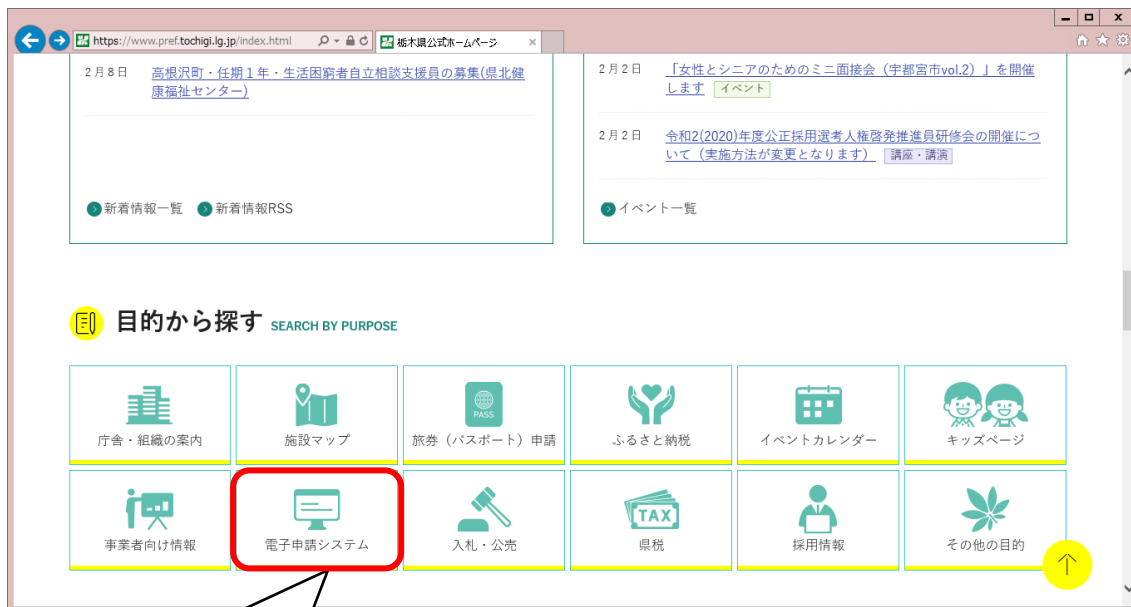 https://www.pref.tochigi.lg.jp/index.html
栃木県公式ホームページ
2月8日 高根沢町・任期1年・生活困窮者自立相談支援員の募集(県北健
康福祉センター)
新着情報一覧 新着情報RSS
2月2日 「女性とシニアのためのミニ面接会（宇都宮市vol.2）」を開催
します イベント
2月2日 令和2(2020)年度公正採用選考人権啓発推進員研修会の開催につ
いて（実施方法が変更となります） 講座・講演
イベント一覧
目的から探す SEARCH BY PURPOSE
庁舎・組織の案内
施設マップ
PASS
旅券（パスポート）申請
ふるさと納税
イベントカレンダー
キッズページ
事業者向け情報
電子申請システム
入札・公売
TAX
県税
採用情報
その他の目的